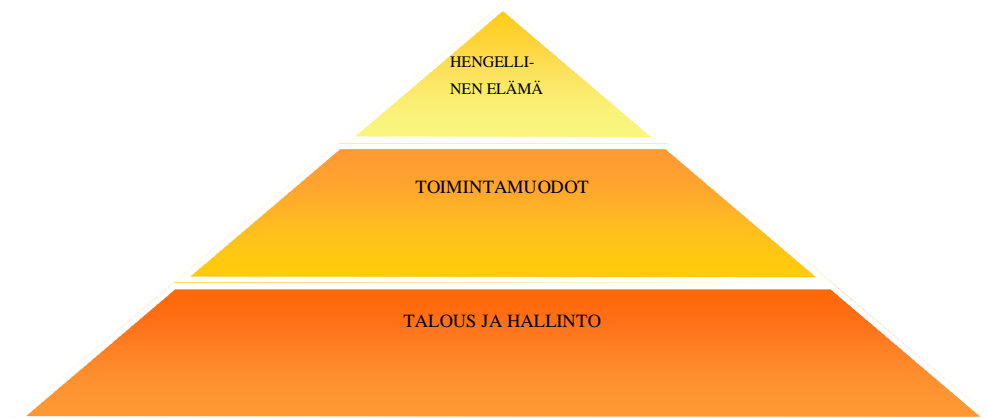 HENGELLI-
NEN ELÄMÄ
TOIMINTAMUODOT
TALOUS JA HALLINTO